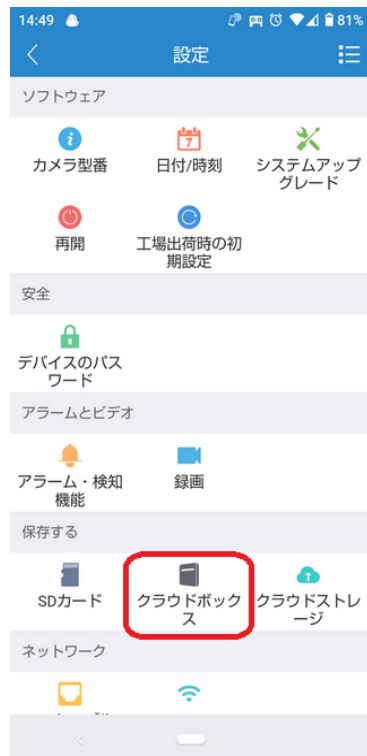 14:49 81%
設定
ソフトウェア
7
カメラ型番 日付/時刻 システムアップ
グレード
再開 工場出荷時の初
期設定
安全
デバイスのパス
ワード
アラームとビデオ
アラーム・検知 録画
機能
保存する
SDカード クラウドボック クラウドストレ
ス ージ
ネットワーク